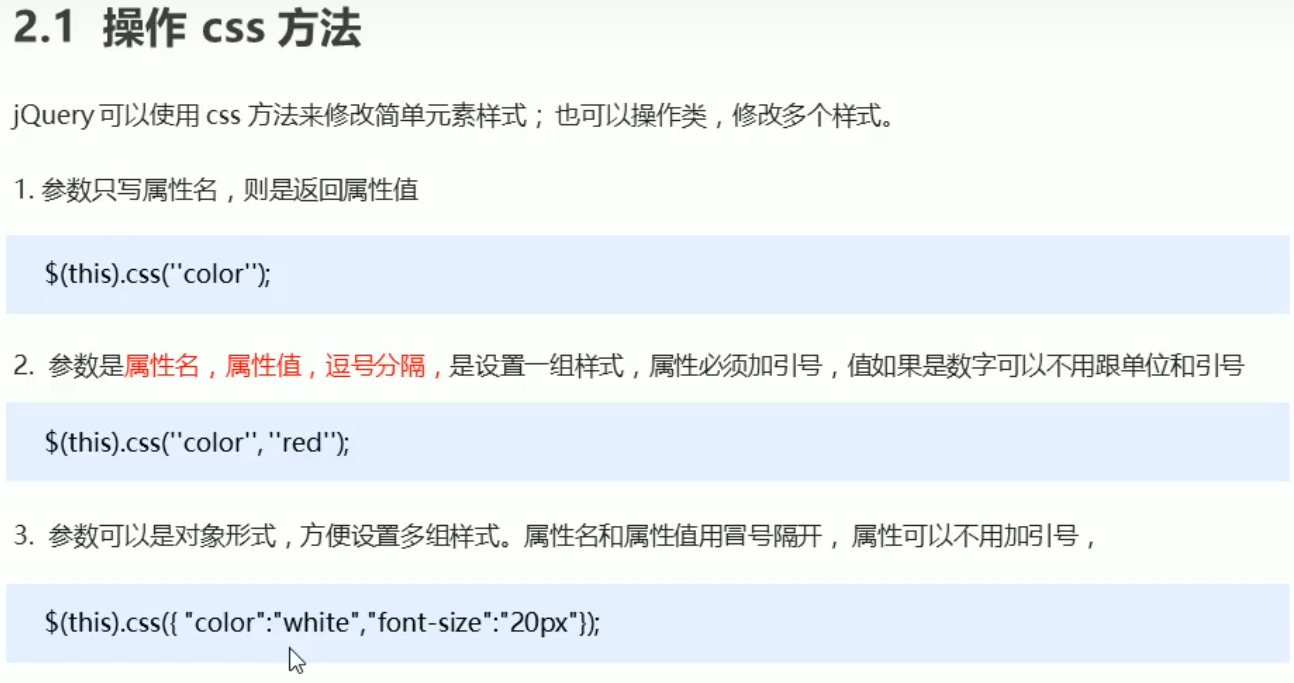 2.1 操作 css 方法
jQuery 可以使用 css 方法来修改简单元素样式； 也可以操作类，修改多个样式。
1. 参数只写属性名，则是返回属性值
$(this).css(''color'');
2. 参数是属性名，属性值，逗号分隔，是设置一组样式，属性必须加引号，值如果是数字可以不用跟单位和引号
$(this).css(''color'', ''red'');
3. 参数可以是对象形式，方便设置多组样式。属性名和属性值用冒号隔开， 属性可以不用加引号，
$(this).css({ "color":"white","font-size":"20px"});